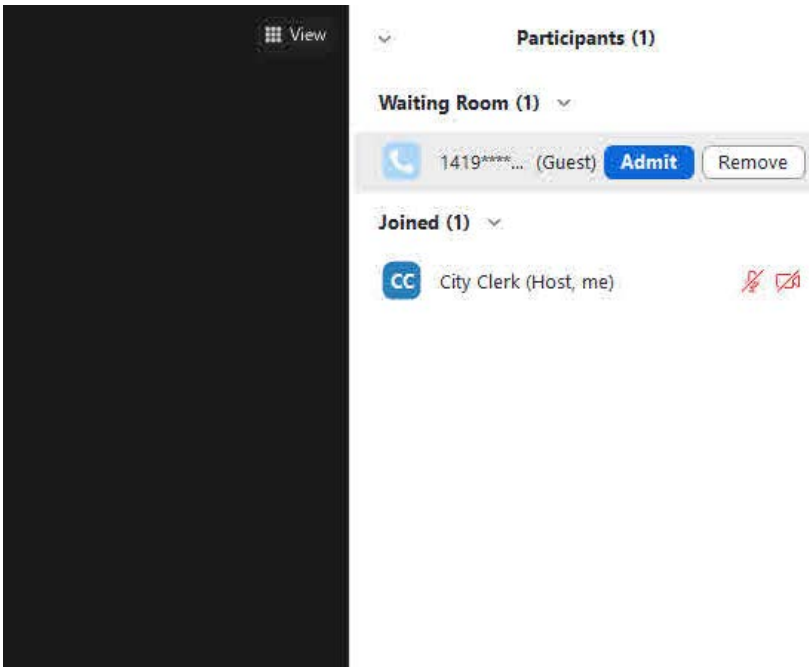 View
Participants (1)
Waiting Room (1)
1419****... (Guest) Admit Remove
Joined (1)
CC City Clerk (Host, me)